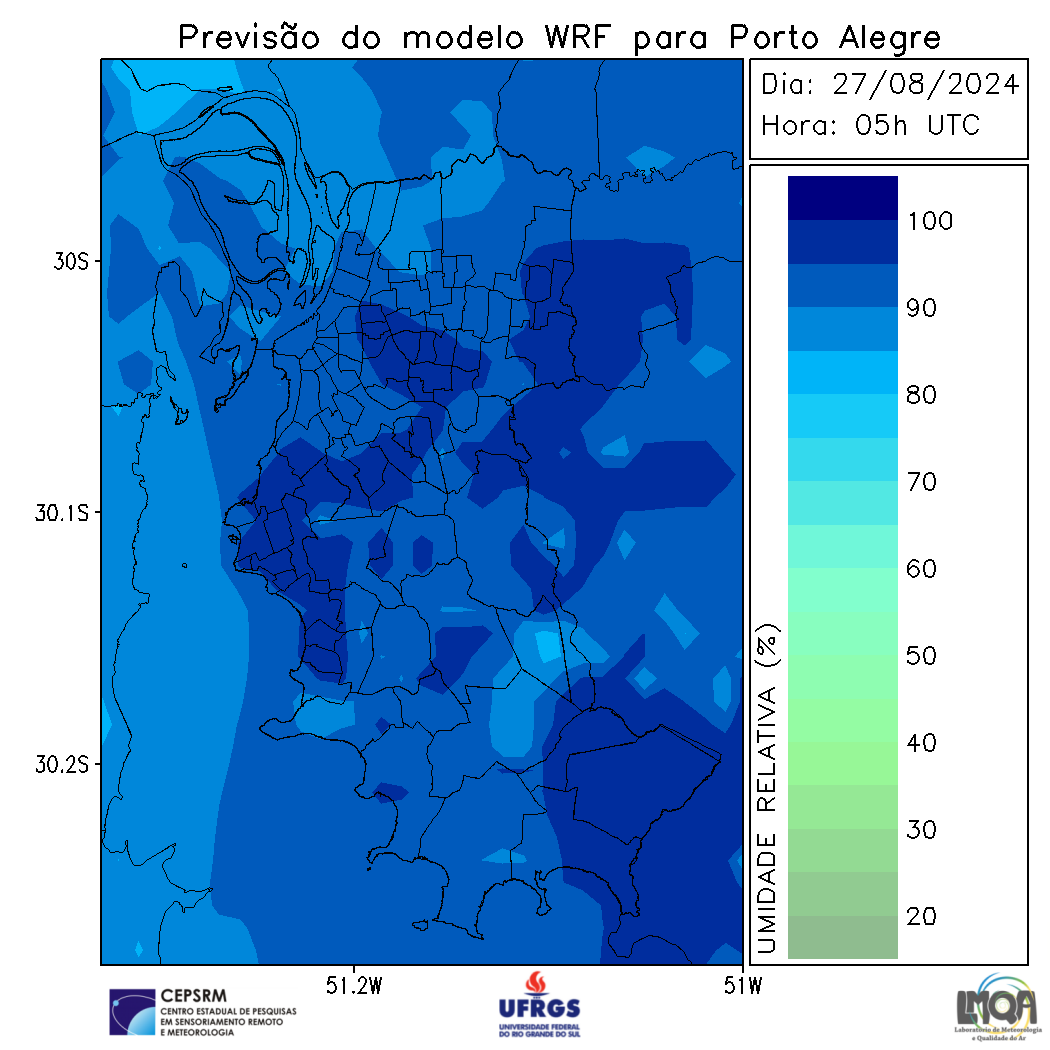 Previsão do modelo WRF para Porto Alegre
Dia: 27/08/2024
Hora: 05h UTC
30S
30.1S
30.2S
51.2W
51W
UMIDADE RELATIVA (%)
100
90
80
70
60
50
40
30
20
CEPSRM
CENTRO ESTADUAL DE PESQUISAS
EM SENSORIAMENTO REMOTO
E METEOROLOGIA
UFRGS
UNIVERSIDADE FEDERAL
DO RIO GRANDE DO SUL
LMQA
Laboratório de Meteorologia
e Qualidade do Ar